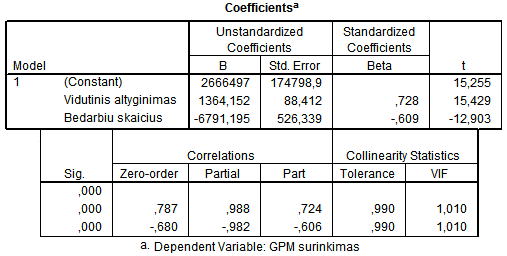 Coefficientsa
Model Unstandardized Coefficients Standardized Coefficients t
B Std. Error Beta
1 (Constant) 2666497 174798,9 15,255
Vidutinis altyginimas 1364,152 88,412 ,728 15,429
Bedarbiu skaicius -6791,195 526,339 -,609 -12,903
Sig. Correlations Collinearity Statistics
Zero-order Partial Part Tolerance VIF
,000
,000 ,787 ,988 ,724 ,990 1,010
,000 -,680 -,982 -,606 ,990 1,010
a. Dependent Variable: GPM surinkimas